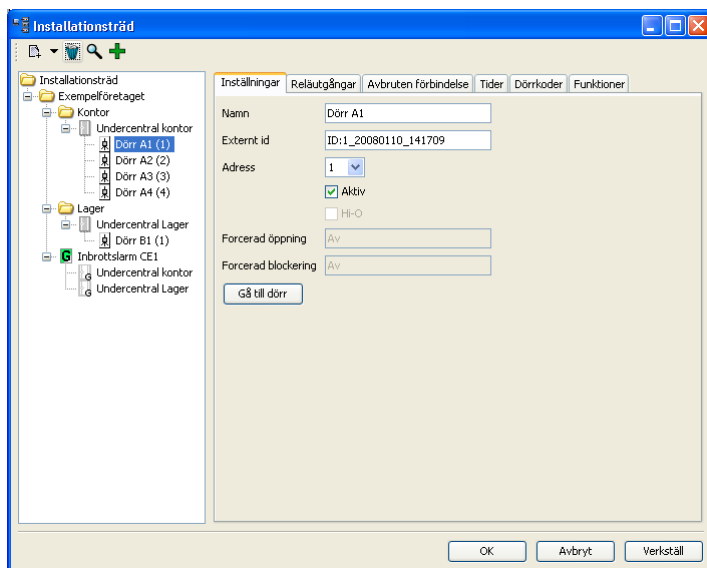 Installationsträd
Installationsträd
Exempelföretaget
Kontor
Undercentral kontor
Dörr A1 (1)
Dörr A2 (2)
Dörr A3 (3)
Dörr A4 (4)
Lager
Undercentral Lager
Dörr B1 (1)
G Inbrottslarm CE1
G Undercentral kontor
G Undercentral Lager
Inställningar Reläutgångar Avbruten förbindelse Tider Dörrkoder Funktioner
Namn Dörr A1
Externt id ID:1_20080110_141709
Adress 1
Aktiv
Hi-O
Forcerad öppning Av
Forcerad blockering Av
Gå till dörr
OK Avbryt Verkställ